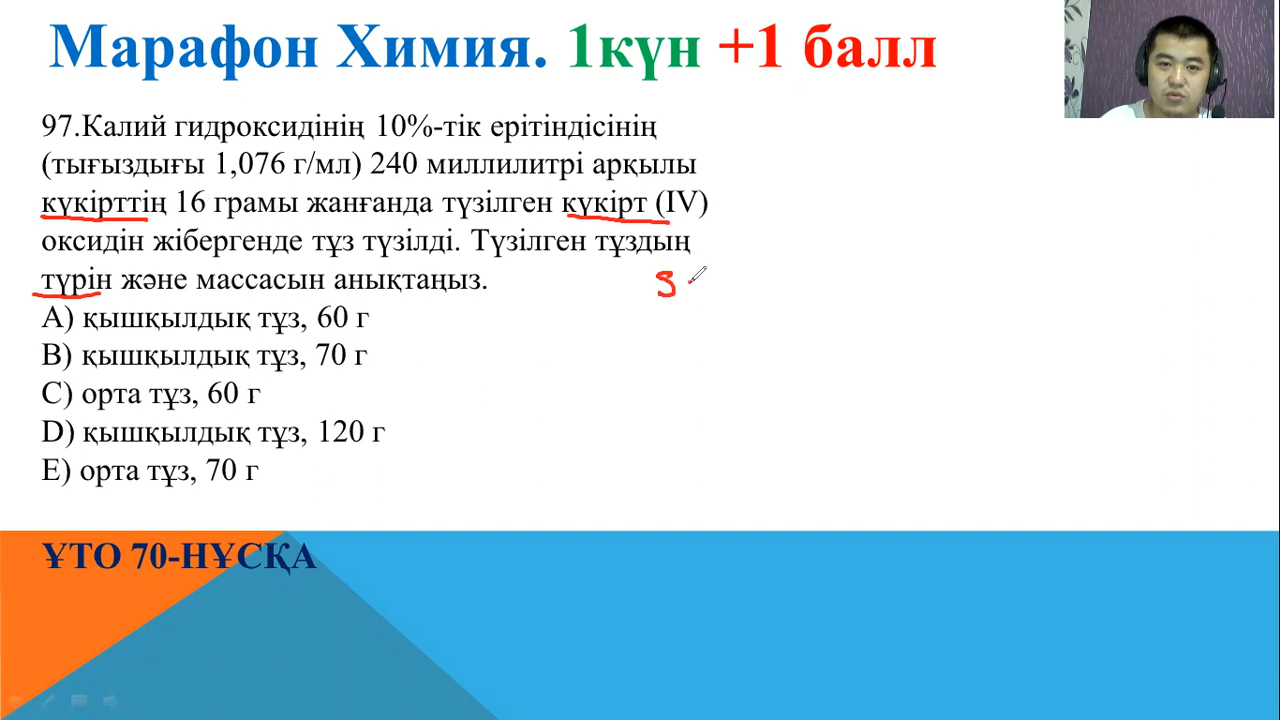 Марафон Химия. 1күн +1 балл
97.Калий гидроксидінің 10%-тік ерітіндісінің
(тығыздығы 1,076 г/мл) 240 миллилитрі арқылы
күкірттің 16 грамы жанғанда түзілген күкірт (IV)
оксидін жібергенде тұз түзілді. Түзілген тұздың
түрін және массасын анықтаңыз.
S
A) қышқылдық тұз, 60 г
B) қышқылдық тұз, 70 г
C) орта тұз, 60 г
D) қышқылдық тұз, 120 г
E) орта тұз, 70 г
ҰТО 70-НҰСҚА